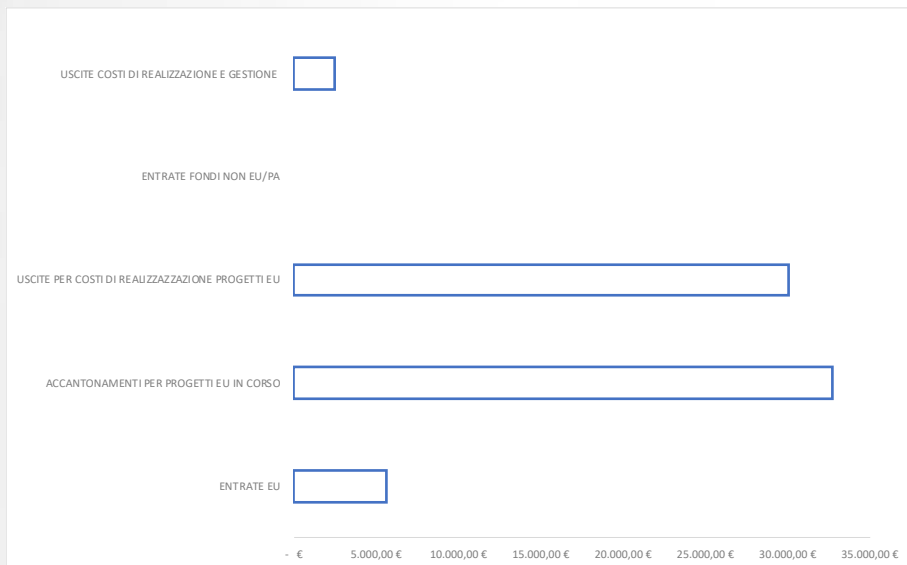 USCITE COSTI DI REALIZZAZIONE E GESTIONE
ENTRATE FONDI NON EU/PA
USCITE PER COSTI DI REALIZZAZZAZIONE PROGETTI EU
ACCANTONAMENTI PER PROGETTI EU IN CORSO
ENTRATE EU
- € 5.000,00 € 10.000,00 € 15.000,00 € 20.000,00 € 25.000,00 € 30.000,00 € 35.000,00 €